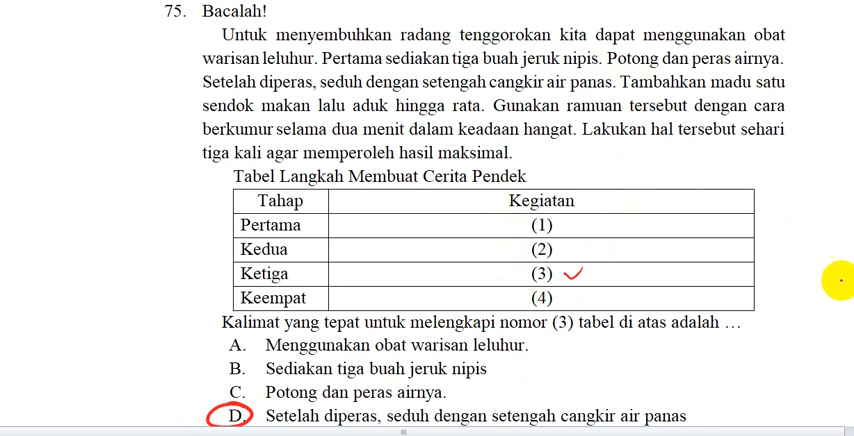 75. Bacalah!
Untuk menyembuhkan radang tenggorokan kita dapat menggunakan obat
warisan leluhur. Pertama sediakan tiga buah jeruk nipis. Potong dan peras airnya.
Setelah diperas, seduh dengan setengah cangkir air panas. Tambahkan madu satu
sendok makan lalu aduk hingga rata. Gunakan ramuan tersebut dengan cara
berkumur selama dua menit dalam keadaan hangat. Lakukan hal tersebut sehari
tiga kali agar memperoleh hasil maksimal.
Tabel Langkah Membuat Cerita Pendek
Tahap Kegiatan
Pertama (1)
Kedua (2)
Ketiga (3)
Keempat (4)
Kalimat yang tepat untuk melengkapi nomor (3) tabel di atas adalah …
A. Menggunakan obat warisan leluhur.
B. Sediakan tiga buah jeruk nipis
C. Potong dan peras airnya.
D. Setelah diperas, seduh dengan setengah cangkir air panas